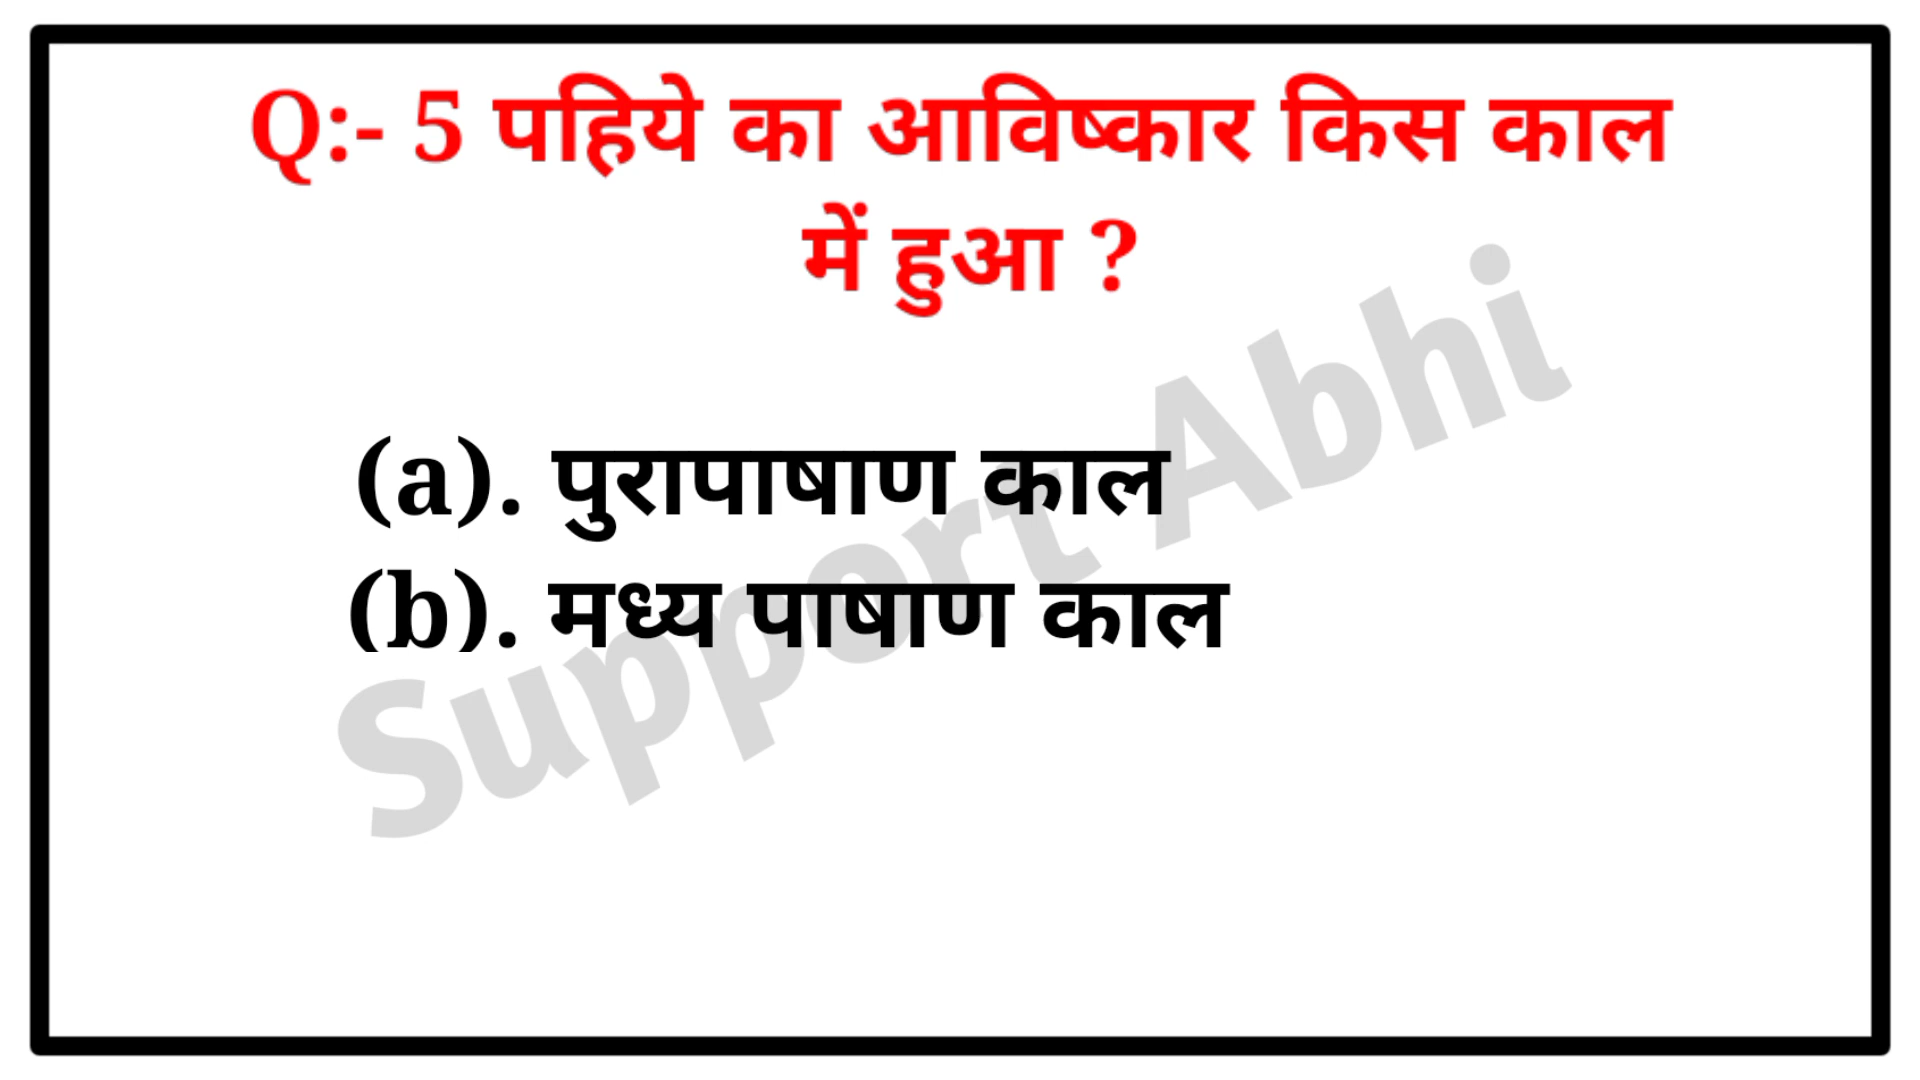 Q:- 5 पहिये का आविष्कार किस काल
में हुआ ?
(a). पुरापाषाण काल
(b). मध्य पाषाण काल
Support Abhi